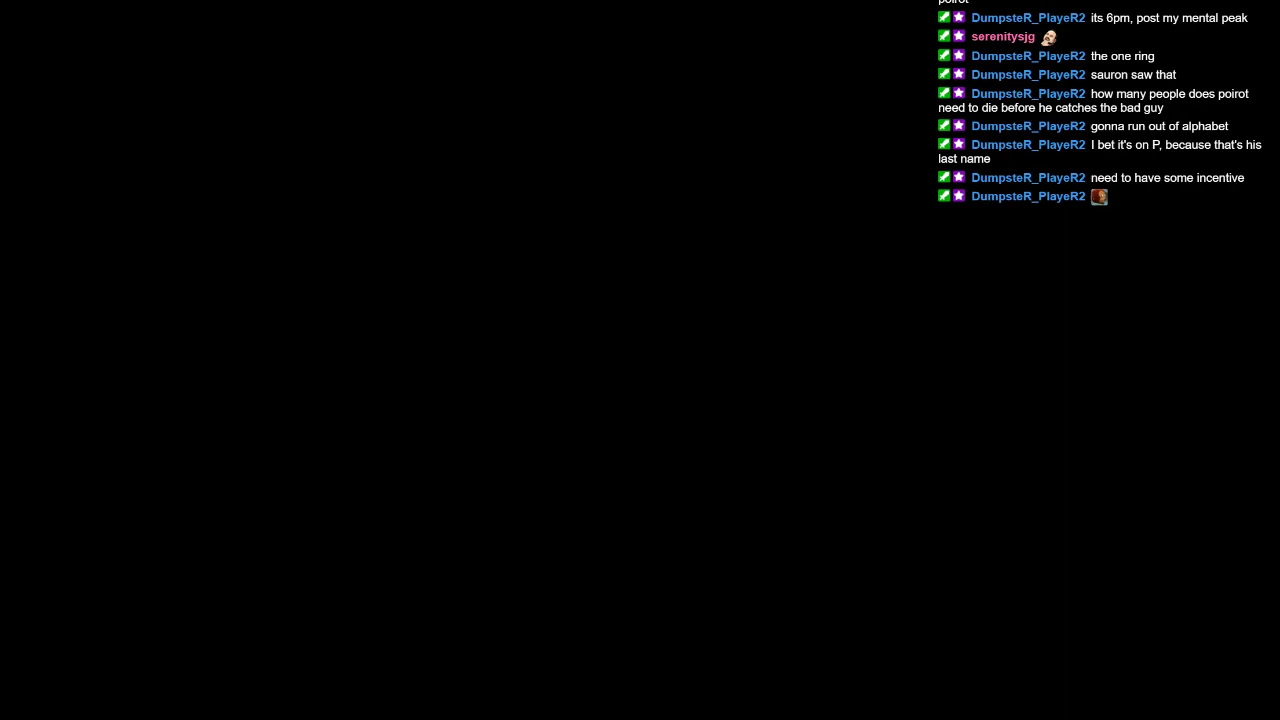 poirot
DumpsteR_PlayeR2 its 6pm, post my mental peak
serenitysjg
DumpsteR_PlayeR2 the one ring
DumpsteR_PlayeR2 sauron saw that
DumpsteR_PlayeR2 how many people does poirot
need to die before he catches the bad guy
DumpsteR_PlayeR2 gonna run out of alphabet
DumpsteR_PlayeR2 I bet it's on P, because that's his
last name
DumpsteR_PlayeR2 need to have some incentive
DumpsteR_PlayeR2